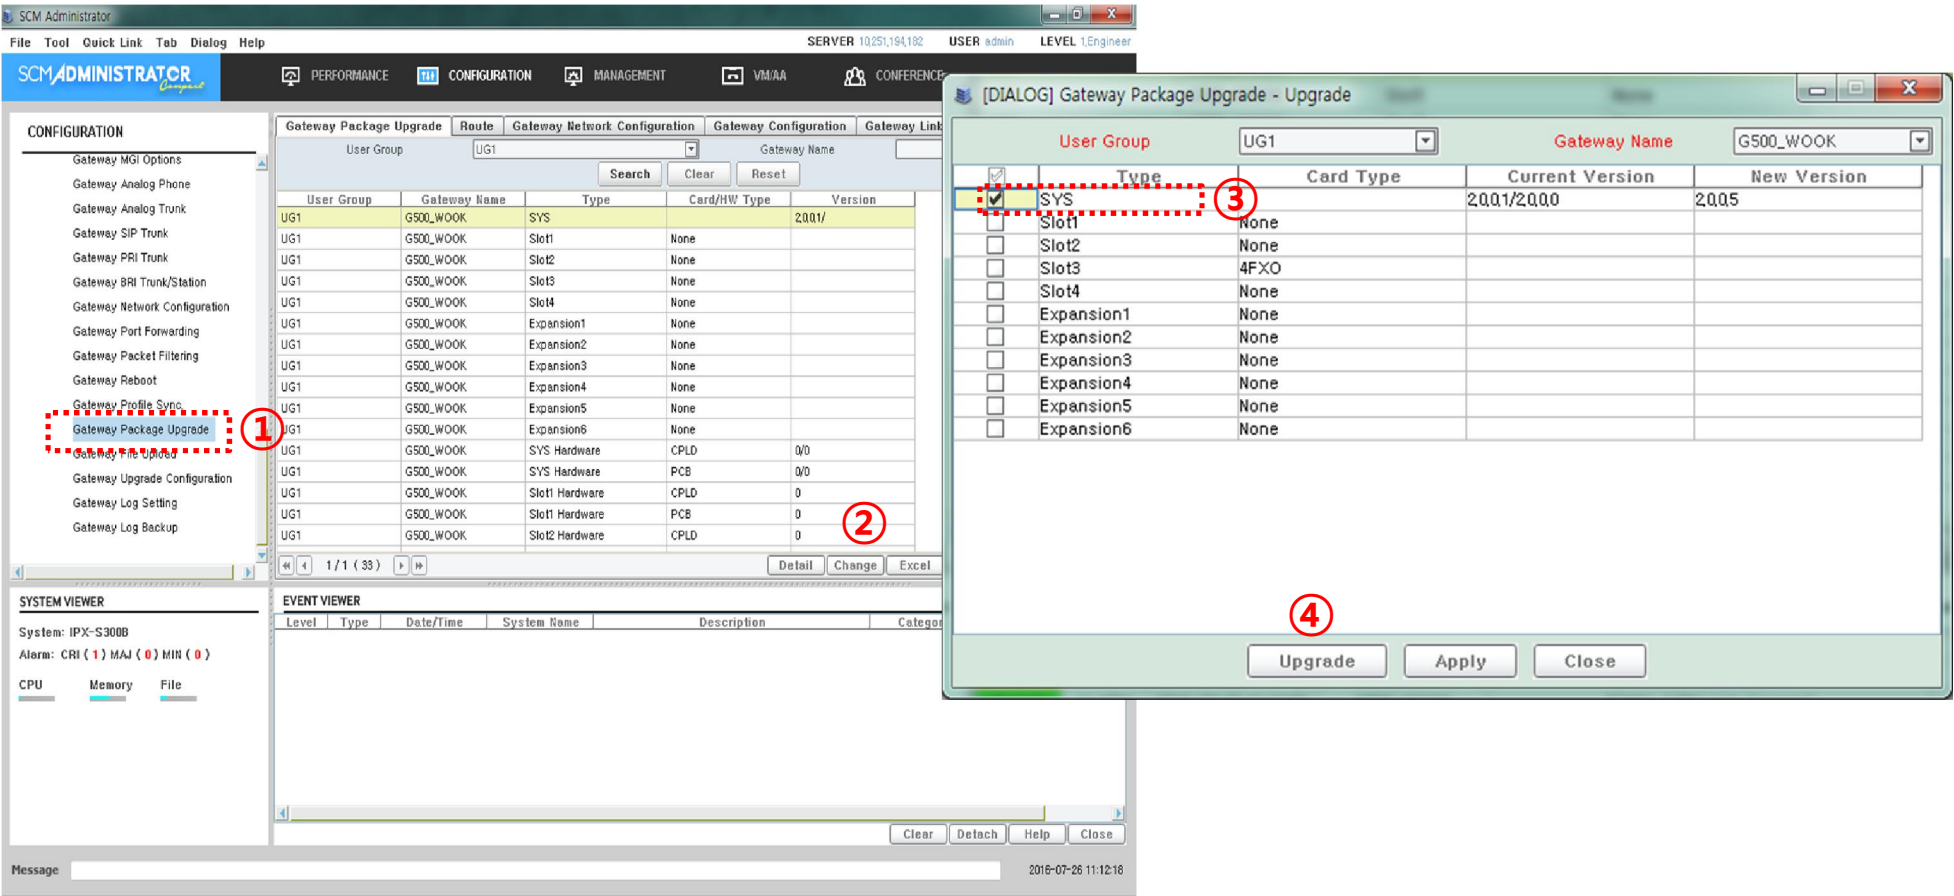 SCM Administrator
File Tool Quick Link Tab Dialog Help
SERVER 10,251,194,182 USER admin LEVEL 1,Engineer
SCMADMINISTRATOR Compact
PERFORMANCE CONFIGURATION MANAGEMENT VM/AA CONFERENCE
CONFIGURATION
Gateway MGI Options
Gateway Analog Phone
Gateway Analog Trunk
Gateway SIP Trunk
Gateway PRI Trunk
Gateway BRI Trunk/Station
Gateway Network Configuration
Gateway Port Forwarding
Gateway Packet Filtering
Gateway Reboot
Gateway Profile Sync
Gateway Package Upgrade
①
Gateway File Upload
Gateway Upgrade Configuration
Gateway Log Setting
Gateway Log Backup
Gateway Package Upgrade Route Gateway Network Configuration Gateway Configuration Gateway Link
User Group UG1 Gateway Name
Search Clear Reset
User Group Gateway Name Type Card/HW Type Version
UG1 G500_WOOK SYS 2,0,0,1/
UG1 G500_WOOK Slot1 None
UG1 G500_WOOK Slot2 None
UG1 G500_WOOK Slot3 None
UG1 G500_WOOK Slot4 None
UG1 G500_WOOK Expansion1 None
UG1 G500_WOOK Expansion2 None
UG1 G500_WOOK Expansion3 None
UG1 G500_WOOK Expansion4 None
UG1 G500_WOOK Expansion5 None
UG1 G500_WOOK Expansion6 None
UG1 G500_WOOK SYS Hardware CPLD 0/0
UG1 G500_WOOK SYS Hardware PCB 0/0
UG1 G500_WOOK Slot1 Hardware CPLD 0
UG1 G500_WOOK Slot1 Hardware PCB 0
UG1 G500_WOOK Slot2 Hardware CPLD 0
②
1/1 ( 33 ) Detail Change Excel
SYSTEM VIEWER
System: IPX-S300B
Alarm: CRI ( 1 ) MAJ ( 0 ) MIN ( 0 )
CPU Memory File
EVENT VIEWER
Level Type Date/Time System Name Description Categor
Clear Detach Help Close
Message 2016-07-26 11:12:18
[DIALOG] Gateway Package Upgrade - Upgrade
User Group UG1 Gateway Name G500_WOOK
Type Card Type Current Version New Version
SYS 2,0,0,1/2,0,0,0 2,0,0,5
③
Slot1 None
Slot2 None
Slot3 4FXO
Slot4 None
Expansion1 None
Expansion2 None
Expansion3 None
Expansion4 None
Expansion5 None
Expansion6 None
④
Upgrade Apply Close